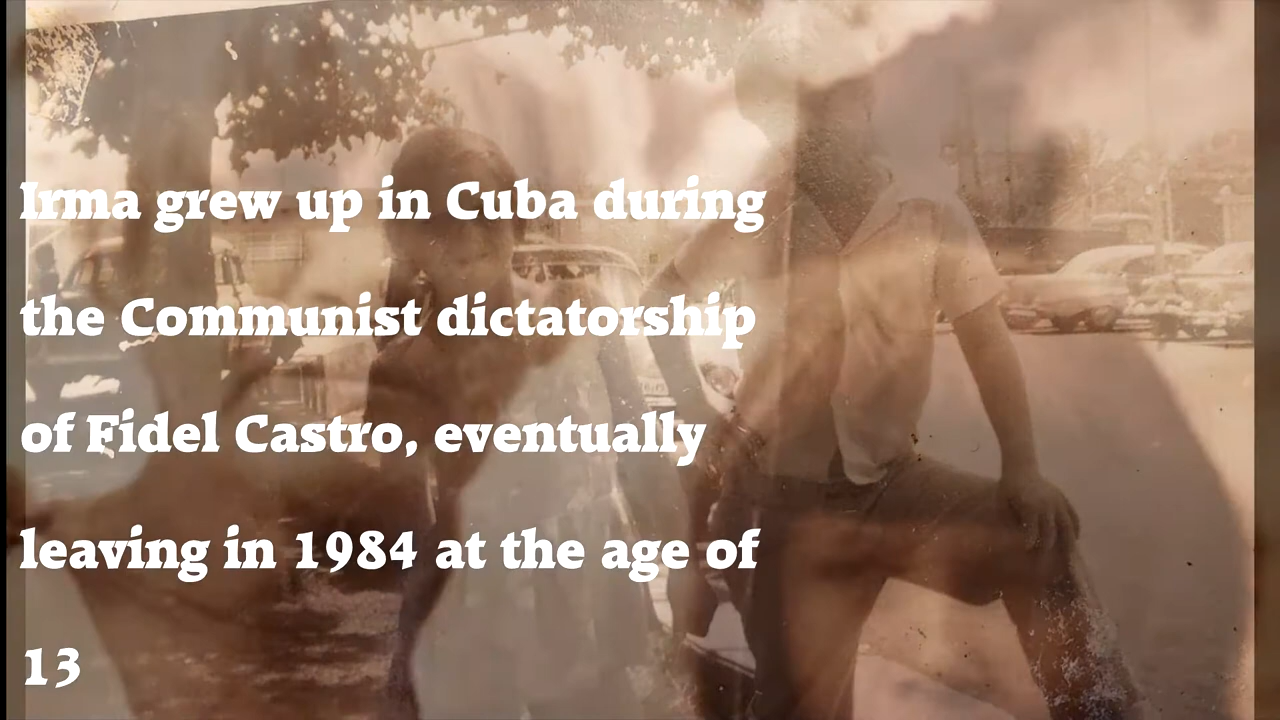 Irma grew up in Cuba during
the Communist dictatorship
of Fidel Castro, eventually
leaving in 1984 at the age of
13